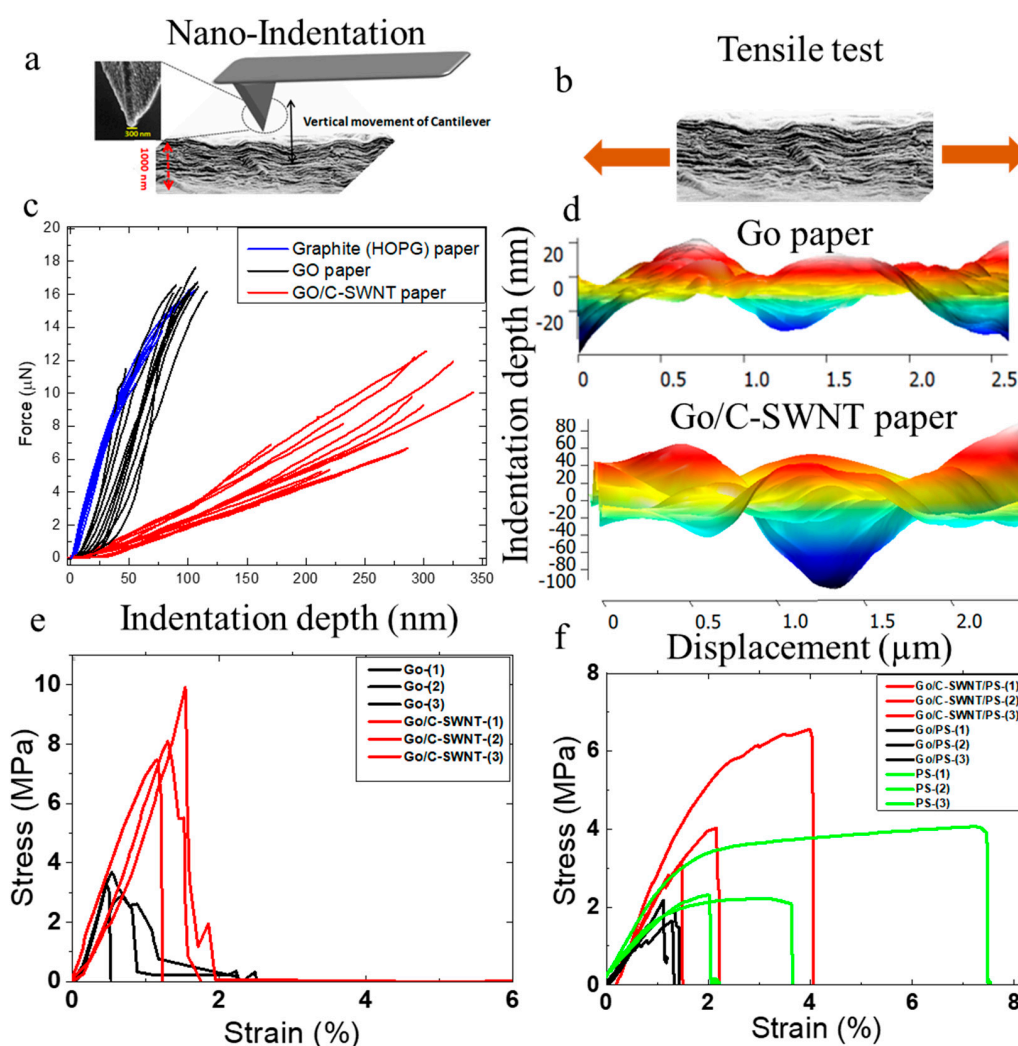 Nano-Indentation
a
300 nm
1000 nm
Vertical movement of Cantilever
Tensile test
b
c
20
18
16
14
12
10
8
6
4
2
0
Force (µN)
Graphite (HOPG) paper
GO paper
GO/C-SWNT paper
0 50 100 150 200 250 300 350
Indentation depth (nm)
d
Go paper
20
0
-20
0 0.5 1.0 1.5 2.0 2.5
Indentation depth (nm)
Go/C-SWNT paper
80
60
40
20
0
-20
-40
-60
-80
-100
0 0.5 1.0 1.5 2.0
Displacement (µm)
e
10
8
6
4
2
0
Stress (MPa)
Go-(1)
Go-(2)
Go-(3)
Go/C-SWNT-(1)
Go/C-SWNT-(2)
Go/C-SWNT-(3)
0 2 4 6
Strain (%)
f
8
6
4
2
0
Stress (MPa)
Go/C-SWNT/PS-(1)
Go/C-SWNT/PS-(2)
Go/C-SWNT/PS-(3)
Go/PS-(1)
Go/PS-(2)
Go/PS-(3)
PS-(1)
PS-(2)
PS-(3)
0 2 4 6 8
Strain (%)